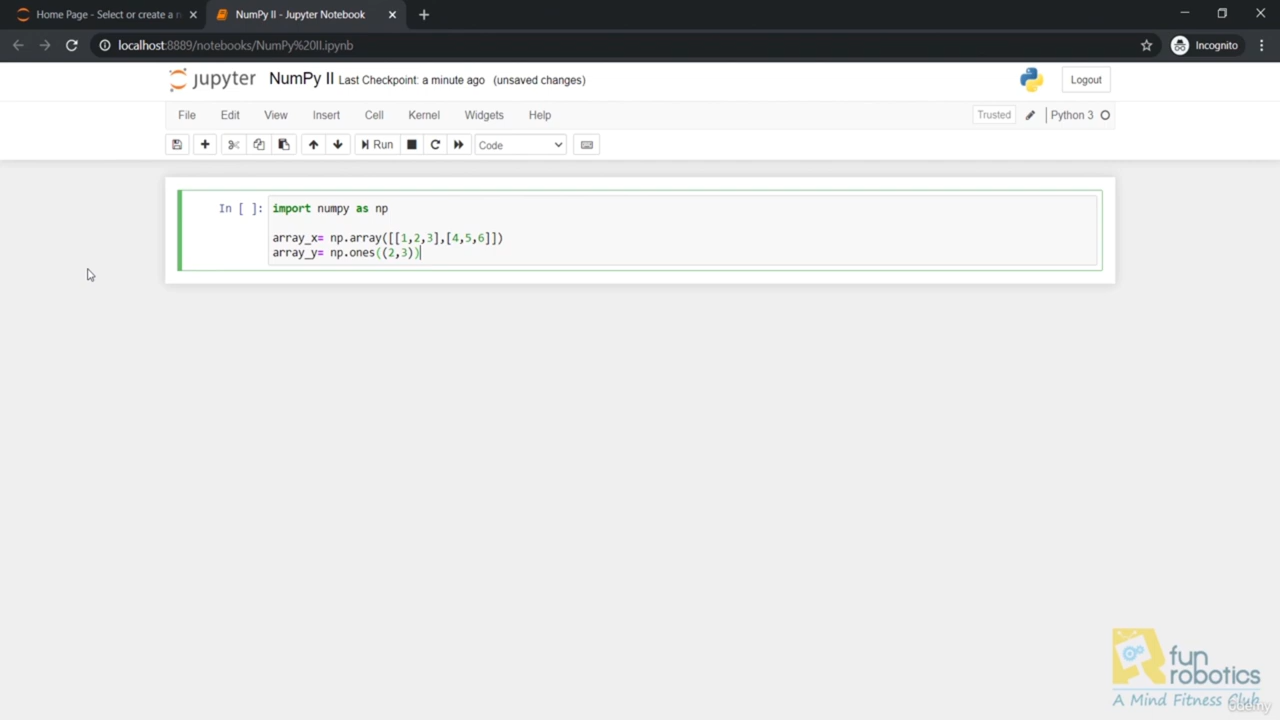 Home Page - Select or create a n
NumPy II - Jupyter Notebook
localhost:8889/notebooks/NumPy%20II.ipynb
Incognito
jupyter NumPy II Last Checkpoint: a minute ago (unsaved changes)
Logout
File Edit View Insert Cell Kernel Widgets Help
Trusted Python 3
Run Code
In [ ]: import numpy as np
array_x= np.array([[1,2,3],[4,5,6]])
array_y= np.ones((2,3))
fun
robotics
A Mind Fitness Club
Udemy